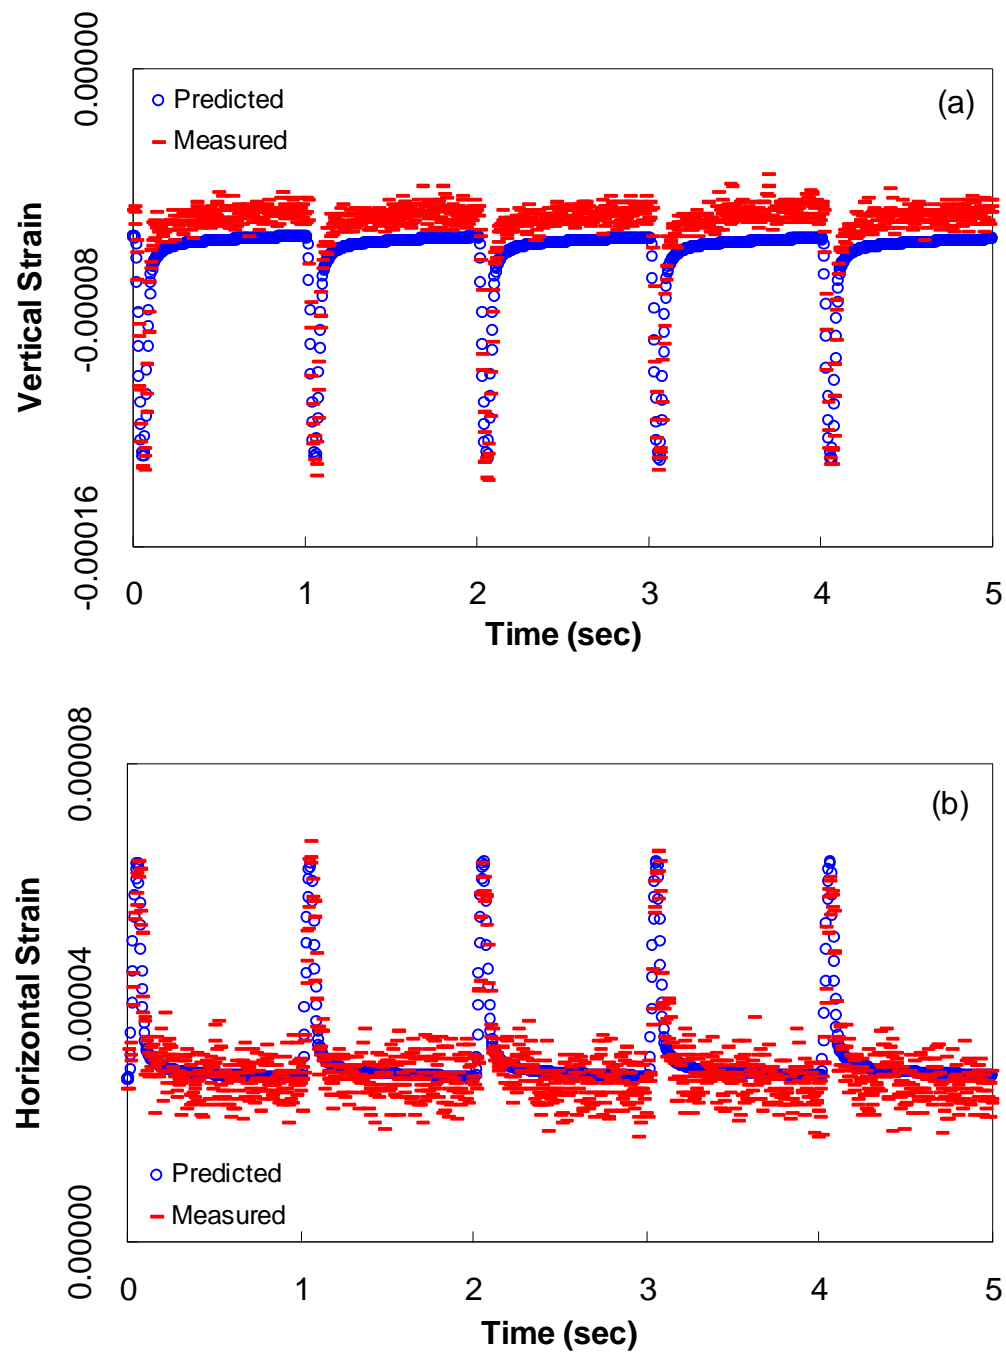 0.00000
-0.00008
-0.00016
Vertical Strain
Predicted
Measured
(a)
0 1 2 3 4 5
Time (sec)
0.00008
0.00004
0.00000
Horizontal Strain
(b)
Predicted
Measured
0 1 2 3 4 5
Time (sec)